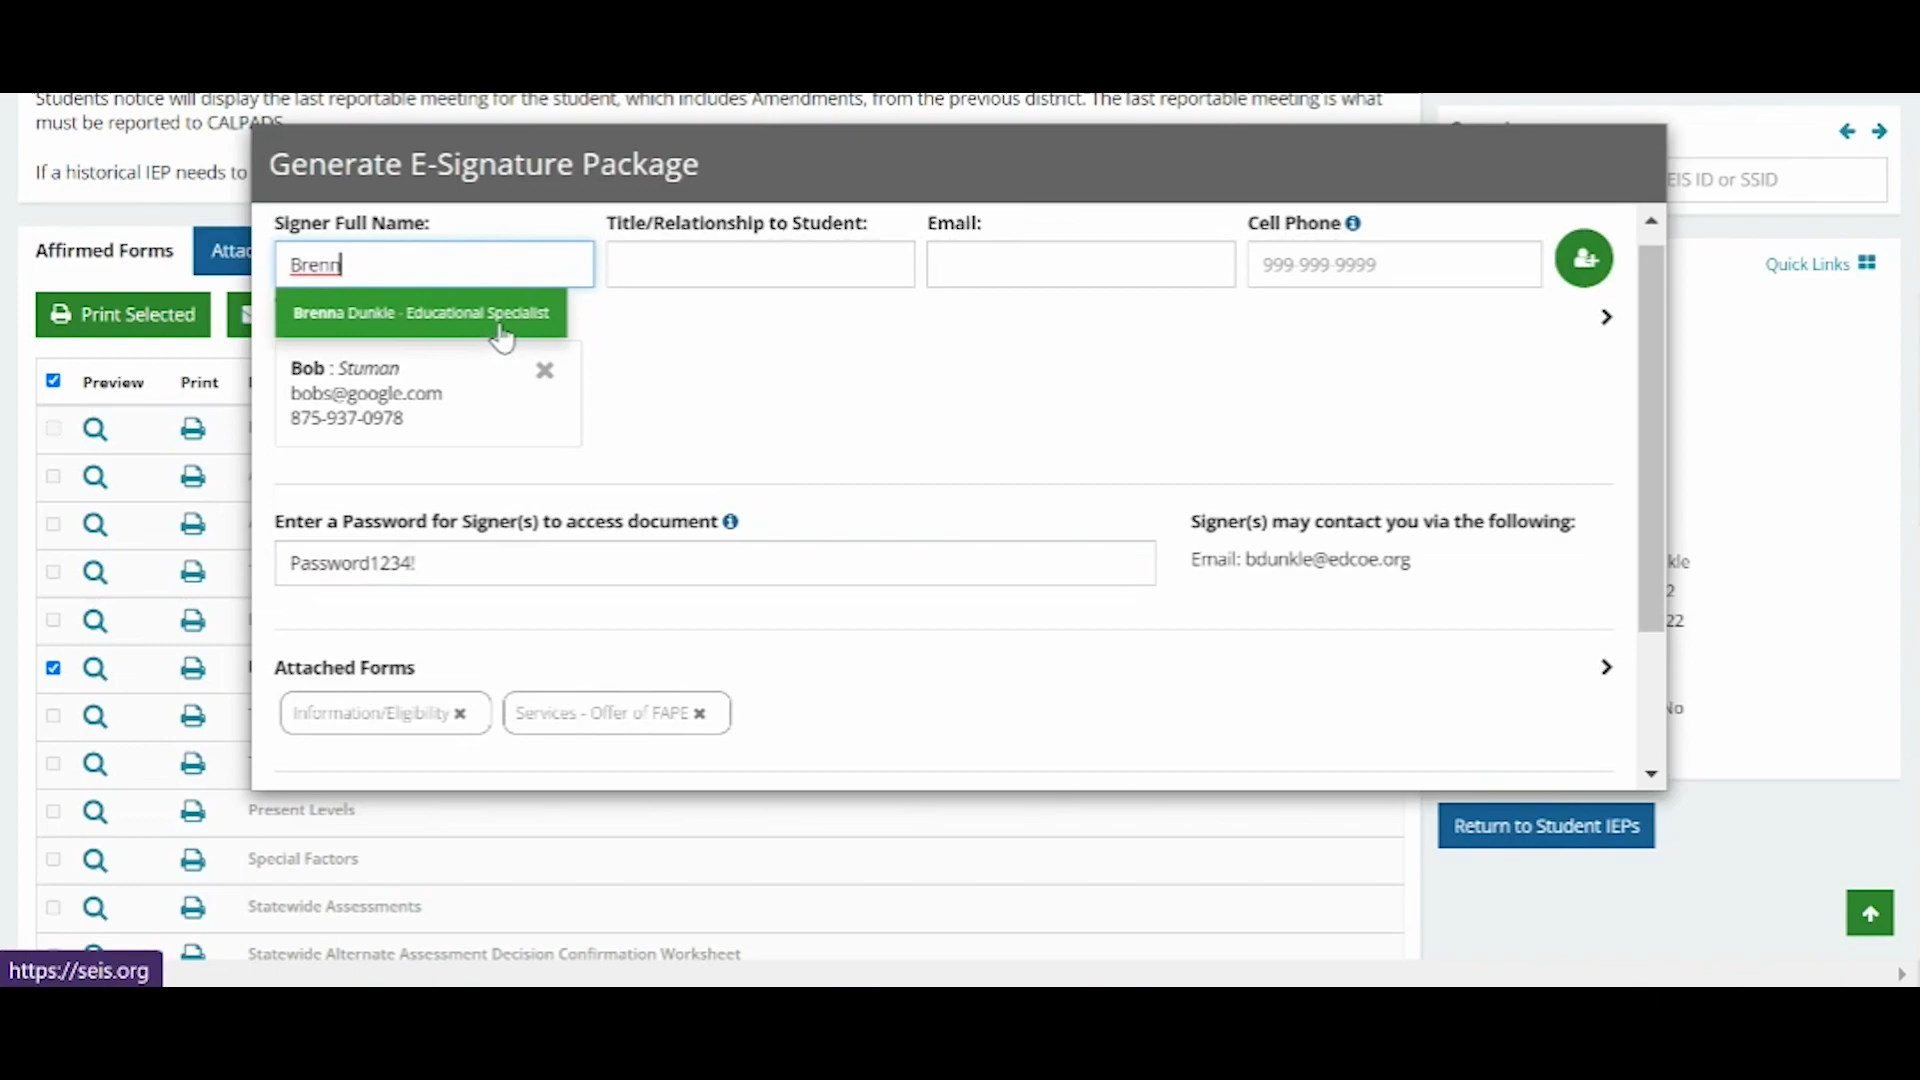 Students notice will display the last reportable meeting for the student, which includes Amendments, from the previous district. The last reportable meeting is what
must be reported to CALPADS
If a historical IEP needs to
Generate E-Signature Package
EIS ID or SSID
Signer Full Name:
Title/Relationship to Student:
Email:
Cell Phone
Brenn
999-999-9999
Brenna Dunkle - Educational Specialist
Bob : Stuman
bobs@google.com
875-937-0978
Affirmed Forms
Attac
Quick Links
Print Selected
Preview
Print
Enter a Password for Signer(s) to access document
Password1234!
Signer(s) may contact you via the following:
Email: bdunkle@edcoe.org
kle
2
22
No
Attached Forms
Information/Eligibility
Services - Offer of FAPE
Present Levels
Special Factors
Statewide Assessments
Statewide Alternate Assessment Decision Confirmation Worksheet
Return to Student IEPs
https://seis.org